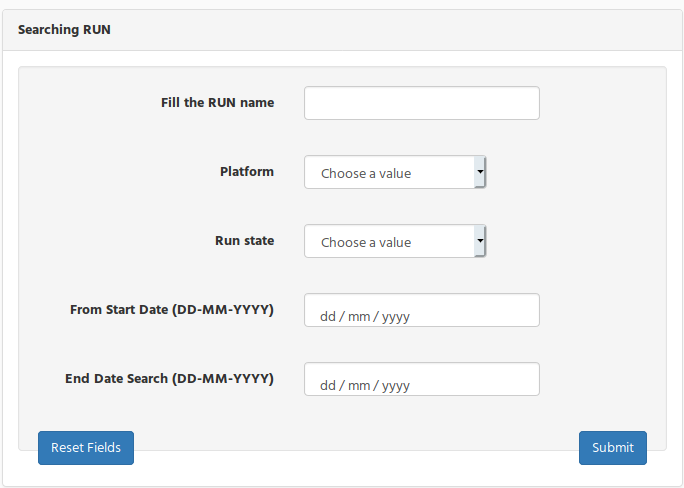 Searching RUN
Fill the RUN name
Platform Choose a value
Run state Choose a value
From Start Date (DD-MM-YYYY) dd / mm / yyyy
End Date Search (DD-MM-YYYY) dd / mm / yyyy
Reset Fields Submit